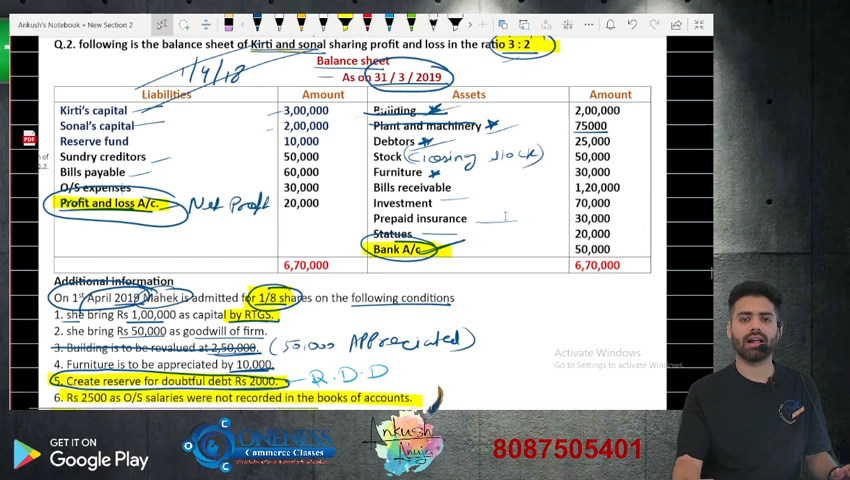 Ankush's Notebook » New Section 2
Q.2. following is the balance sheet of Kirti and sonal sharing profit and loss in the ratio 3 : 2
Balance sheet
1/4/18
As on 31 / 3 / 2019
Liabilities Amount Assets Amount
Kirti's capital 3,00,000 Building 2,00,000
Sonal's capital 2,00,000 Plant and machinery 75000
Reserve fund 10,000 Debtors 25,000
Sundry creditors 50,000 Stock (closing stock) 50,000
Bills payable 60,000 Furniture 30,000
O/S expenses 30,000 Bills receivable 1,20,000
Profit and loss A/c. Net Profit 20,000 Investment 70,000
Prepaid insurance 30,000
Statues 20,000
Bank A/c 50,000
6,70,000 6,70,000
Additional information
On 1st April 2019 Mahek is admitted for 1/8 shares on the following conditions
1. she bring Rs 1,00,000 as capital by RTGS.
2. she bring Rs 50,000 as goodwill of firm.
3. Building is to be revalued at 2,50,000. (50,000 Appreciated)
4. Furniture is to be appreciated by 10,000.
5. Create reserve for doubtful debt Rs 2000. R.D.D
6. Rs 2500 as O/S salaries were not recorded in the books of accounts.
Activate Windows
Go to Settings to activate Windows.
GET IT ON
Google Play
ONENESS
Commerce Classes
Ankush
8087505401